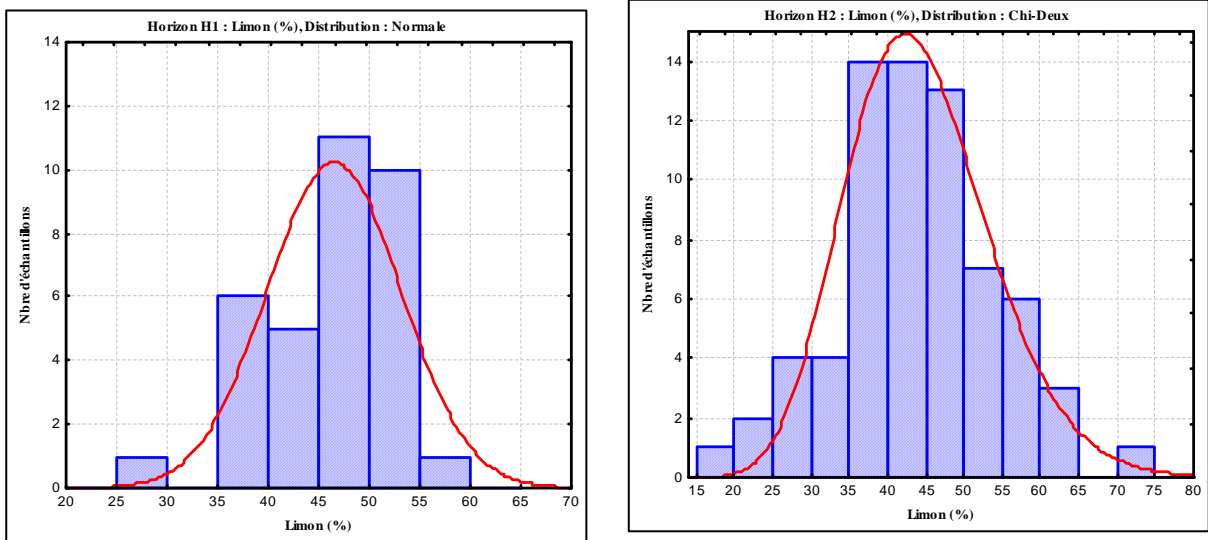 Horizon H1 : Limon (%), Distribution : Normale
14
12
10
8
6
4
2
0
Nbre d'échantillons
20 25 30 35 40 45 50 55 60 65 70
Limon (%)
Horizon H2 : Limon (%), Distribution : Chi-Deux
14
12
10
8
6
4
2
0
Nbre d'échantillons
15 20 25 30 35 40 45 50 55 60 65 70 75 80
Limon (%)